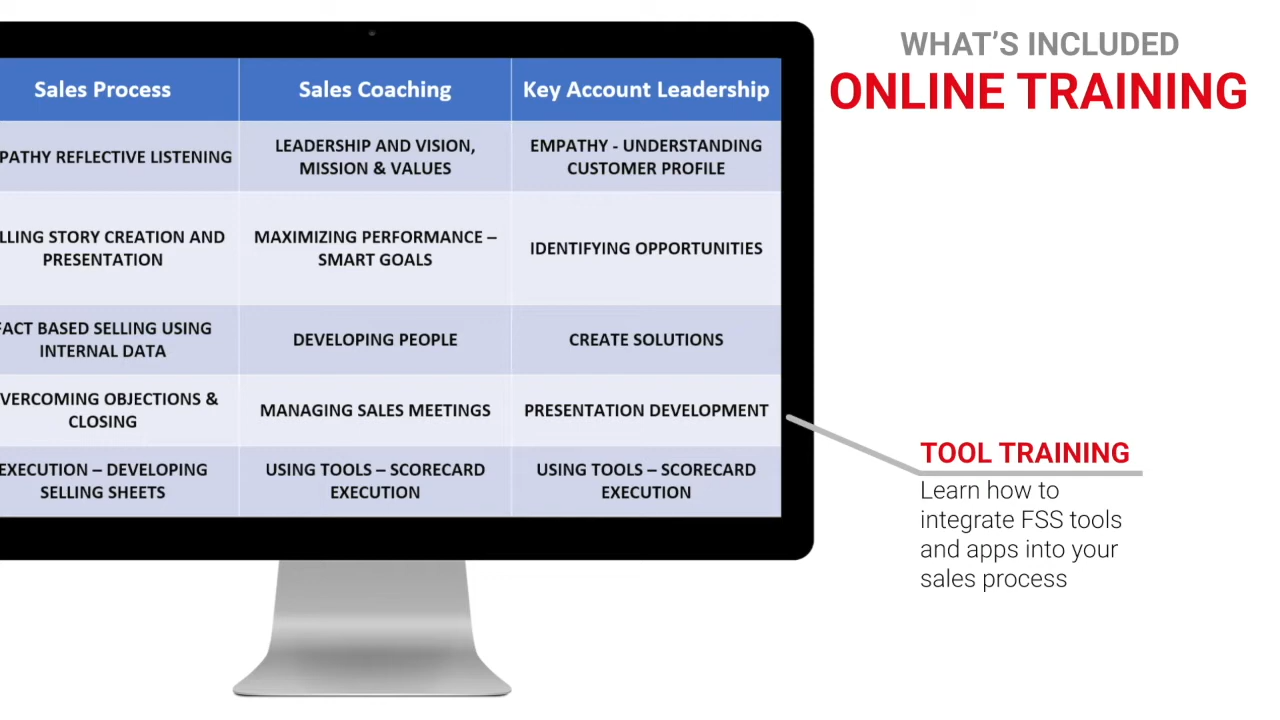 WHAT'S INCLUDED
ONLINE TRAINING
Sales Process
Sales Coaching
Key Account Leadership
REFLECTIVE LISTENING
LEADERSHIP AND VISION,
MISSION & VALUES
EMPATHY - UNDERSTANDING
CUSTOMER PROFILE
STORY CREATION AND
PRESENTATION
MAXIMIZING PERFORMANCE –
SMART GOALS
IDENTIFYING OPPORTUNITIES
FACT BASED SELLING USING
INTERNAL DATA
DEVELOPING PEOPLE
CREATE SOLUTIONS
OBJECTIONS &
CLOSING
MANAGING SALES MEETINGS
PRESENTATION DEVELOPMENT
EXECUTION – DEVELOPING
SELLING SHEETS
USING TOOLS – SCORECARD
EXECUTION
USING TOOLS – SCORECARD
EXECUTION
TOOL TRAINING
Learn how to
integrate FSS tools
and apps into your
sales process